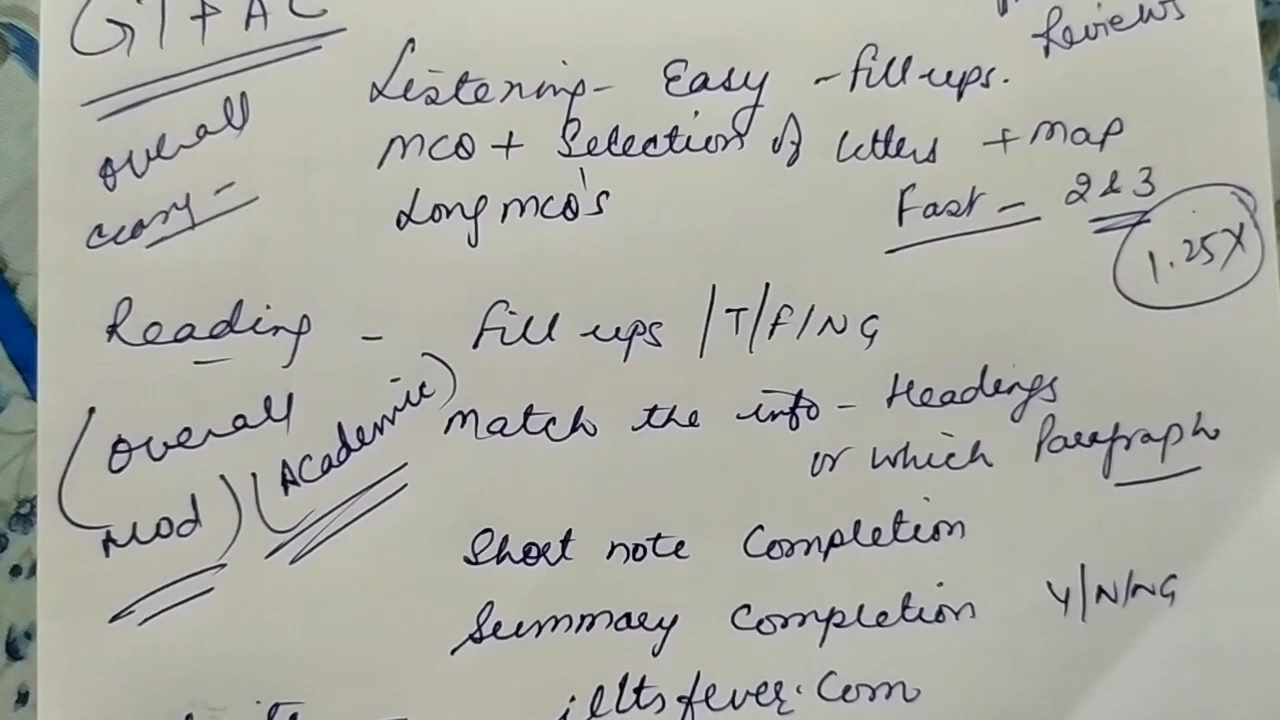 GT + AC
Reviews
overall
easy -
Listening - Easy - fill ups.
MCQ + Selection of letters + Map
Long MCQ's
Fast - 2 & 3
1.25X
Reading - fill ups / T/F/NG
(overall
Mod) (Academic)
Match the info - Headings
or which Paragraph
Short note completion
Summary completion Y/N/NG
ieltsfever.com